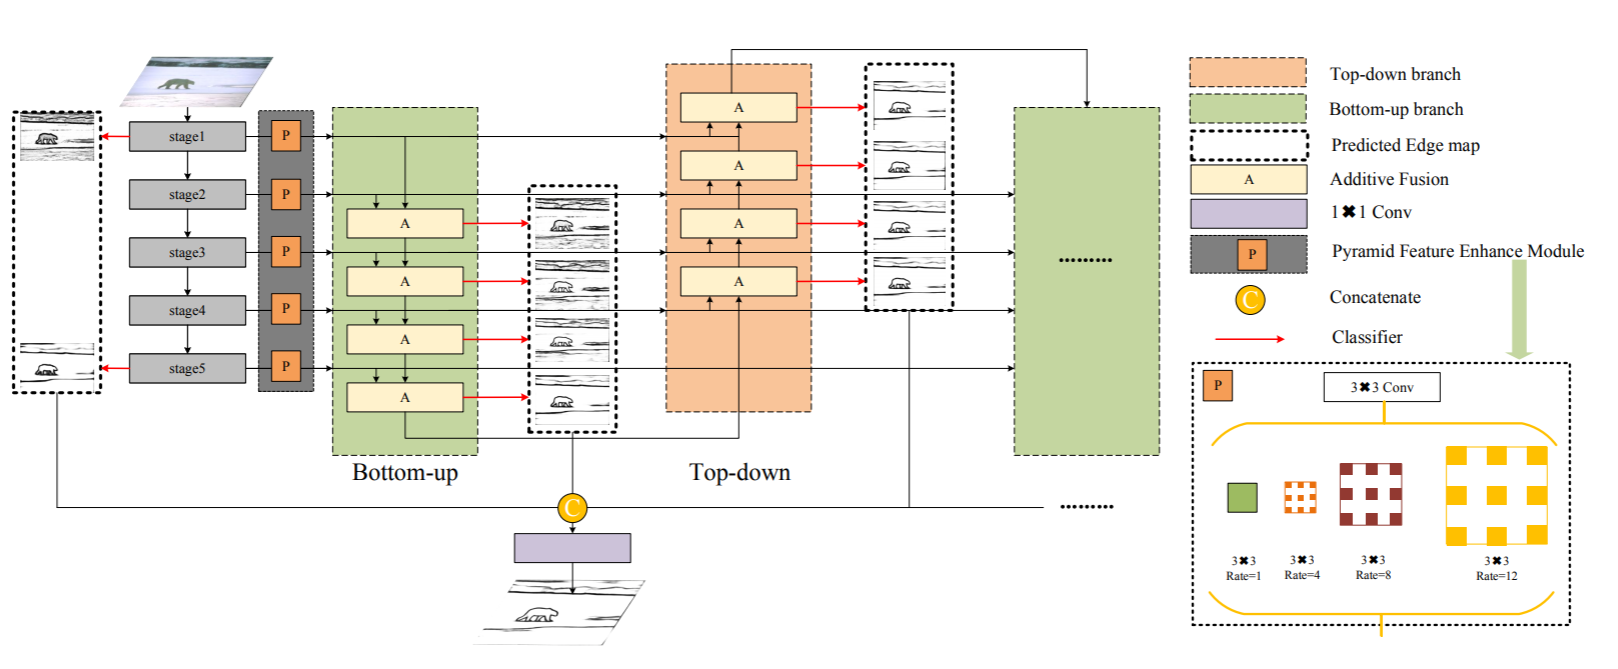 stage1
stage2
stage3
stage4
stage5
P
P
P
P
P
A
A
A
A
Bottom-up
A
A
A
A
Top-down
.........
C
.........
Top-down branch
Bottom-up branch
Predicted Edge map
A
Additive Fusion
1✖1 Conv
P
Pyramid Feature Enhance Module
C
Concatenate
Classifier
P
3✖3 Conv
3✖3
Rate=1
3✖3
Rate=4
3✖3
Rate=8
3✖3
Rate=12